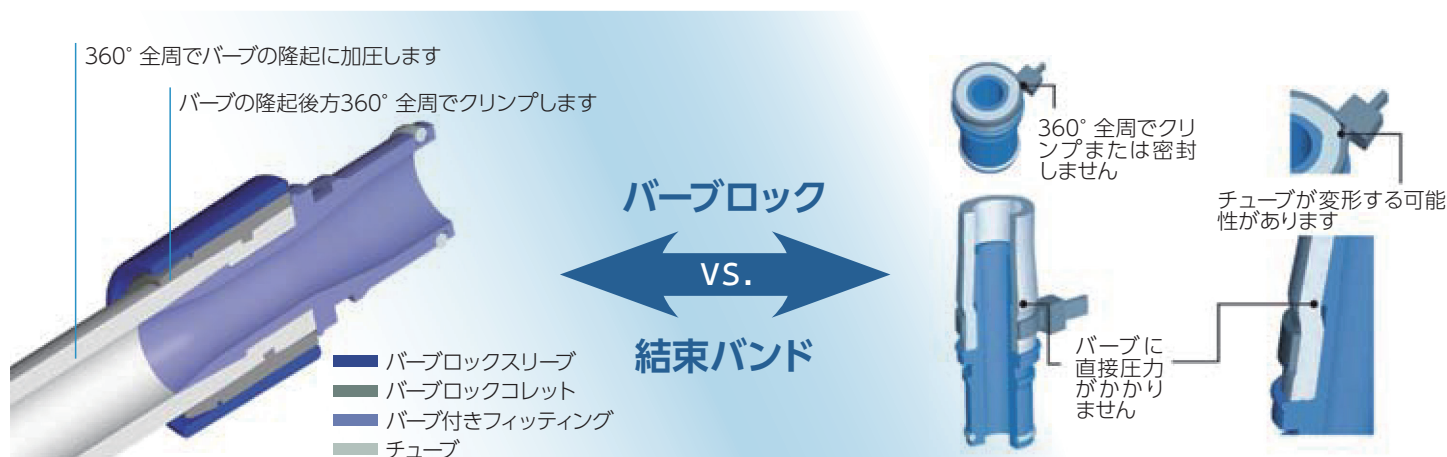 360° 全周でバーブの隆起に加圧します
バーブの隆起後方360° 全周でクリンプします
バーブロックスリーブ
バーブロックコレット
バーブ付きフィッティング
チューブ
バーブロック
vs.
結束バンド
360° 全周でクリ
ンプまたは密封
しません
チューブが変形する可能
性があります
バーブに
直接圧力
がかかり
ません